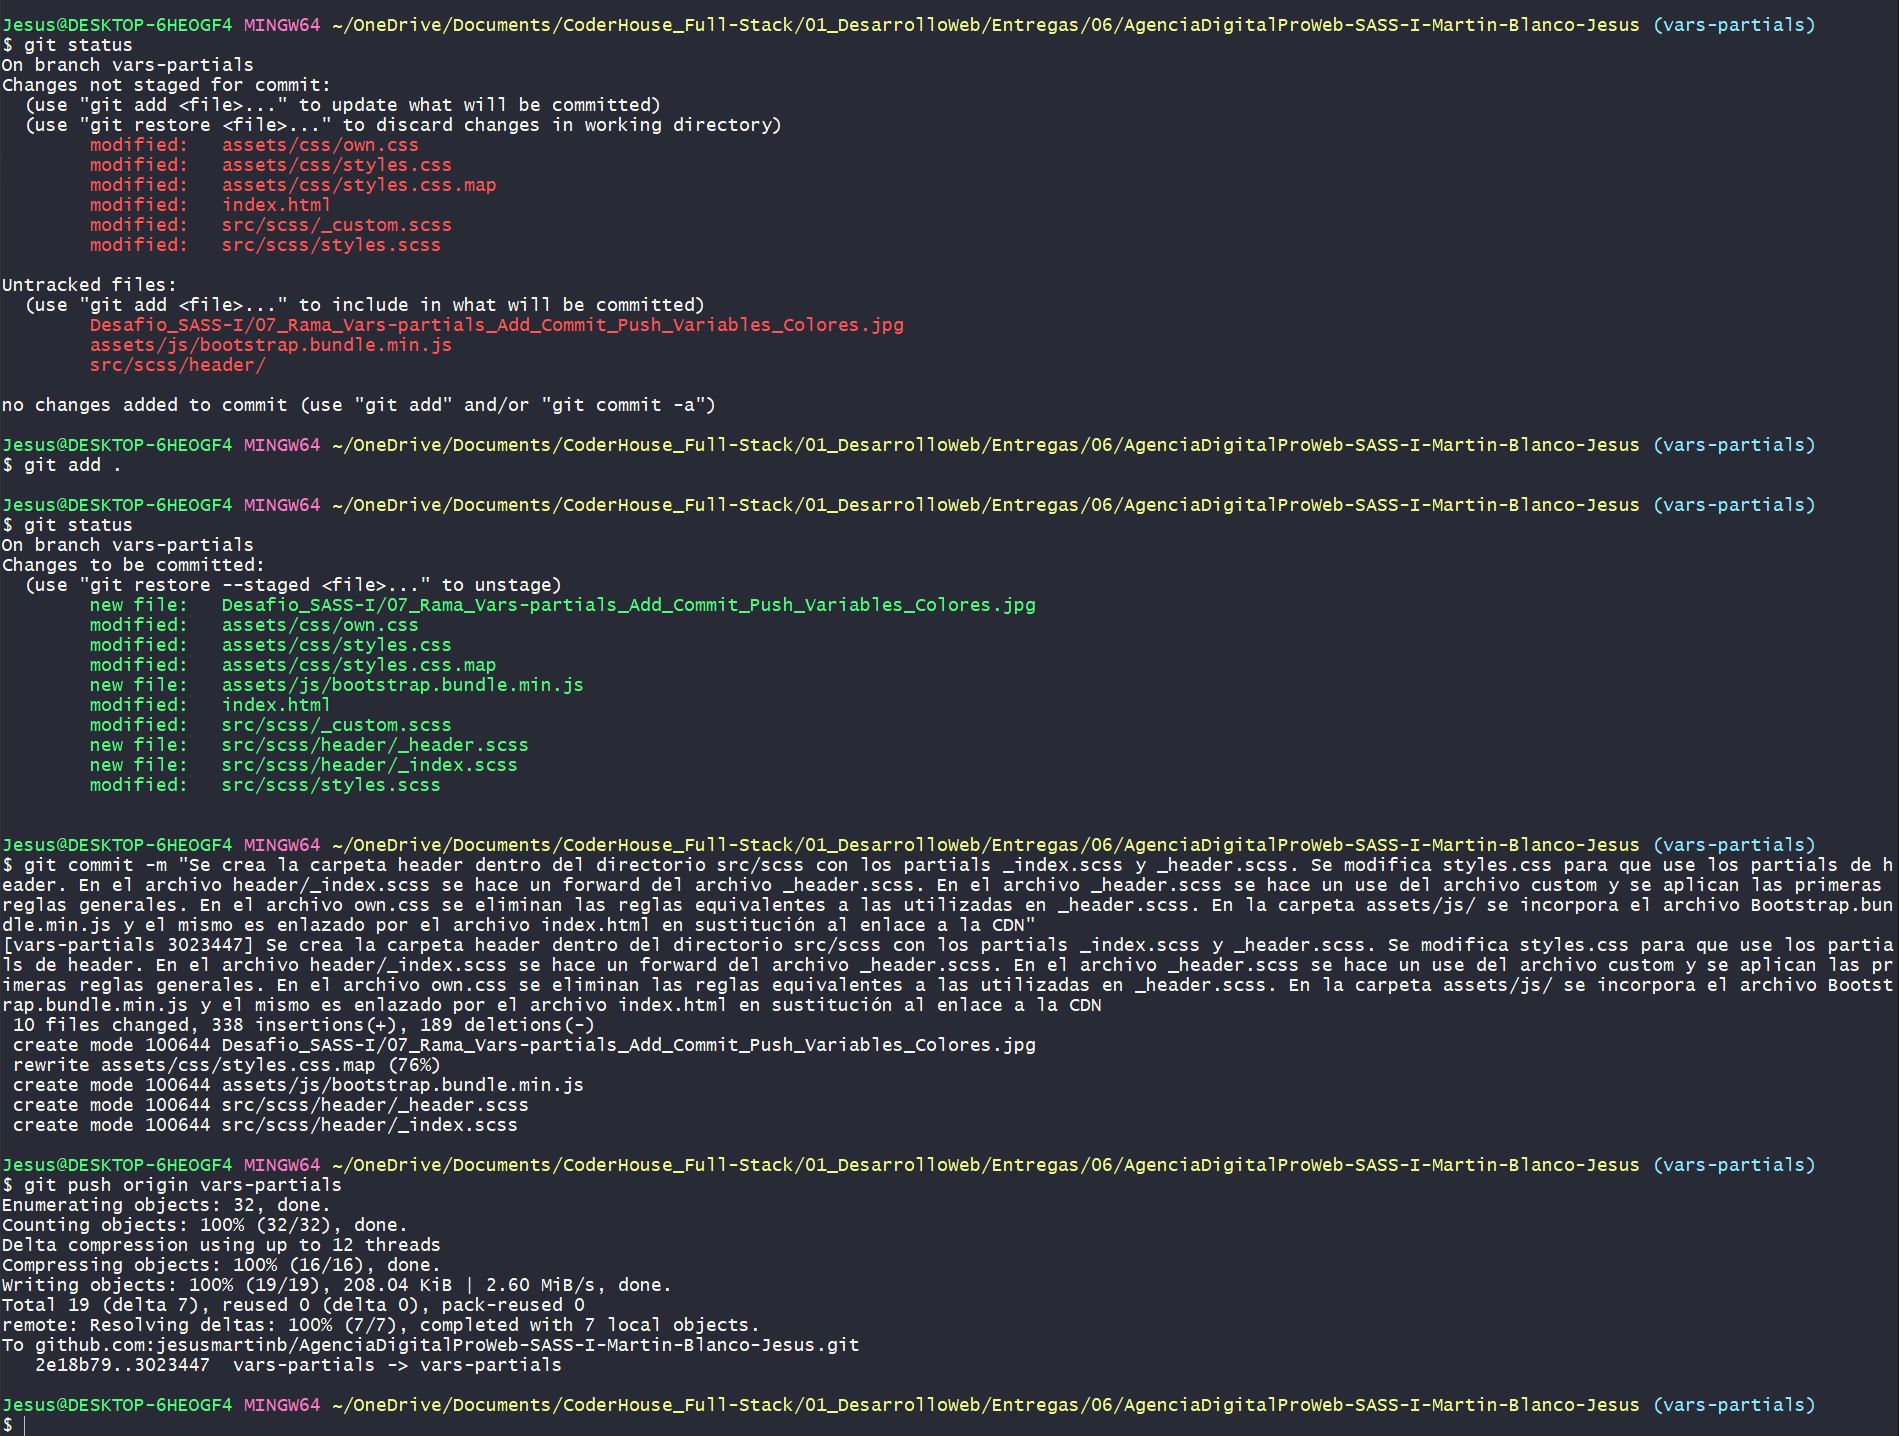 Jesus@DESKTOP-6HEOGF4 MINGW64 ~/OneDrive/Documents/CoderHouse_Full-Stack/01_DesarrolloWeb/Entregas/06/AgenciaDigitalProWeb-SASS-I-Martin-Blanco-Jesus (vars-partials)
$ git status
On branch vars-partials
Changes not staged for commit:
  (use "git add <file>..." to update what will be committed)
  (use "git restore <file>..." to discard changes in working directory)
        modified:   assets/css/own.css
        modified:   assets/css/styles.css
        modified:   assets/css/styles.css.map
        modified:   index.html
        modified:   src/scss/_custom.scss
        modified:   src/scss/styles.scss

Untracked files:
  (use "git add <file>..." to include in what will be committed)
        Desafio_SASS-I/07_Rama_Vars-partials_Add_Commit_Push_Variables_Colores.jpg
        assets/js/bootstrap.bundle.min.js
        src/scss/header/

no changes added to commit (use "git add" and/or "git commit -a")

Jesus@DESKTOP-6HEOGF4 MINGW64 ~/OneDrive/Documents/CoderHouse_Full-Stack/01_DesarrolloWeb/Entregas/06/AgenciaDigitalProWeb-SASS-I-Martin-Blanco-Jesus (vars-partials)
$ git add .

Jesus@DESKTOP-6HEOGF4 MINGW64 ~/OneDrive/Documents/CoderHouse_Full-Stack/01_DesarrolloWeb/Entregas/06/AgenciaDigitalProWeb-SASS-I-Martin-Blanco-Jesus (vars-partials)
$ git status
On branch vars-partials
Changes to be committed:
  (use "git restore --staged <file>..." to unstage)
        new file:   Desafio_SASS-I/07_Rama_Vars-partials_Add_Commit_Push_Variables_Colores.jpg
        modified:   assets/css/own.css
        modified:   assets/css/styles.css
        modified:   assets/css/styles.css.map
        new file:   assets/js/bootstrap.bundle.min.js
        modified:   index.html
        modified:   src/scss/_custom.scss
        new file:   src/scss/header/_header.scss
        new file:   src/scss/header/_index.scss
        modified:   src/scss/styles.scss

Jesus@DESKTOP-6HEOGF4 MINGW64 ~/OneDrive/Documents/CoderHouse_Full-Stack/01_DesarrolloWeb/Entregas/06/AgenciaDigitalProWeb-SASS-I-Martin-Blanco-Jesus (vars-partials)
$ git commit -m "Se crea la carpeta header dentro del directorio src/scss con los partials _index.scss y _header.scss. Se modifica styles.css para que use los partials de h
eader. En el archivo header/_index.scss se hace un forward del archivo _header.scss. En el archivo _header.scss se hace un use del archivo custom y se aplican las primeras
reglas generales. En el archivo own.css se eliminan las reglas equivalentes a las utilizadas en _header.scss. En la carpeta assets/js/ se incorpora el archivo Bootstrap.bun
dle.min.js y el mismo es enlazado por el archivo index.html en sustitución al enlace a la CDN"
[vars-partials 3023447] Se crea la carpeta header dentro del directorio src/scss con los partials _index.scss y _header.scss. Se modifica styles.css para que use los partia
ls de header. En el archivo header/_index.scss se hace un forward del archivo _header.scss. En el archivo _header.scss se hace un use del archivo custom y se aplican las pr
imeras reglas generales. En el archivo own.css se eliminan las reglas equivalentes a las utilizadas en _header.scss. En la carpeta assets/js/ se incorpora el archivo Bootst
rap.bundle.min.js y el mismo es enlazado por el archivo index.html en sustitución al enlace a la CDN
 10 files changed, 338 insertions(+), 189 deletions(-)
 create mode 100644 Desafio_SASS-I/07_Rama_Vars-partials_Add_Commit_Push_Variables_Colores.jpg
 rewrite assets/css/styles.css.map (76%)
 create mode 100644 assets/js/bootstrap.bundle.min.js
 create mode 100644 src/scss/header/_header.scss
 create mode 100644 src/scss/header/_index.scss

Jesus@DESKTOP-6HEOGF4 MINGW64 ~/OneDrive/Documents/CoderHouse_Full-Stack/01_DesarrolloWeb/Entregas/06/AgenciaDigitalProWeb-SASS-I-Martin-Blanco-Jesus (vars-partials)
$ git push origin vars-partials
Enumerating objects: 32, done.
Counting objects: 100% (32/32), done.
Delta compression using up to 12 threads
Compressing objects: 100% (16/16), done.
Writing objects: 100% (19/19), 208.04 KiB | 2.60 MiB/s, done.
Total 19 (delta 7), reused 0 (delta 0), pack-reused 0
remote: Resolving deltas: 100% (7/7), completed with 7 local objects.
To github.com:jesusmartinb/AgenciaDigitalProWeb-SASS-I-Martin-Blanco-Jesus.git
   2e18b79..3023447  vars-partials -> vars-partials

Jesus@DESKTOP-6HEOGF4 MINGW64 ~/OneDrive/Documents/CoderHouse_Full-Stack/01_DesarrolloWeb/Entregas/06/AgenciaDigitalProWeb-SASS-I-Martin-Blanco-Jesus (vars-partials)
$